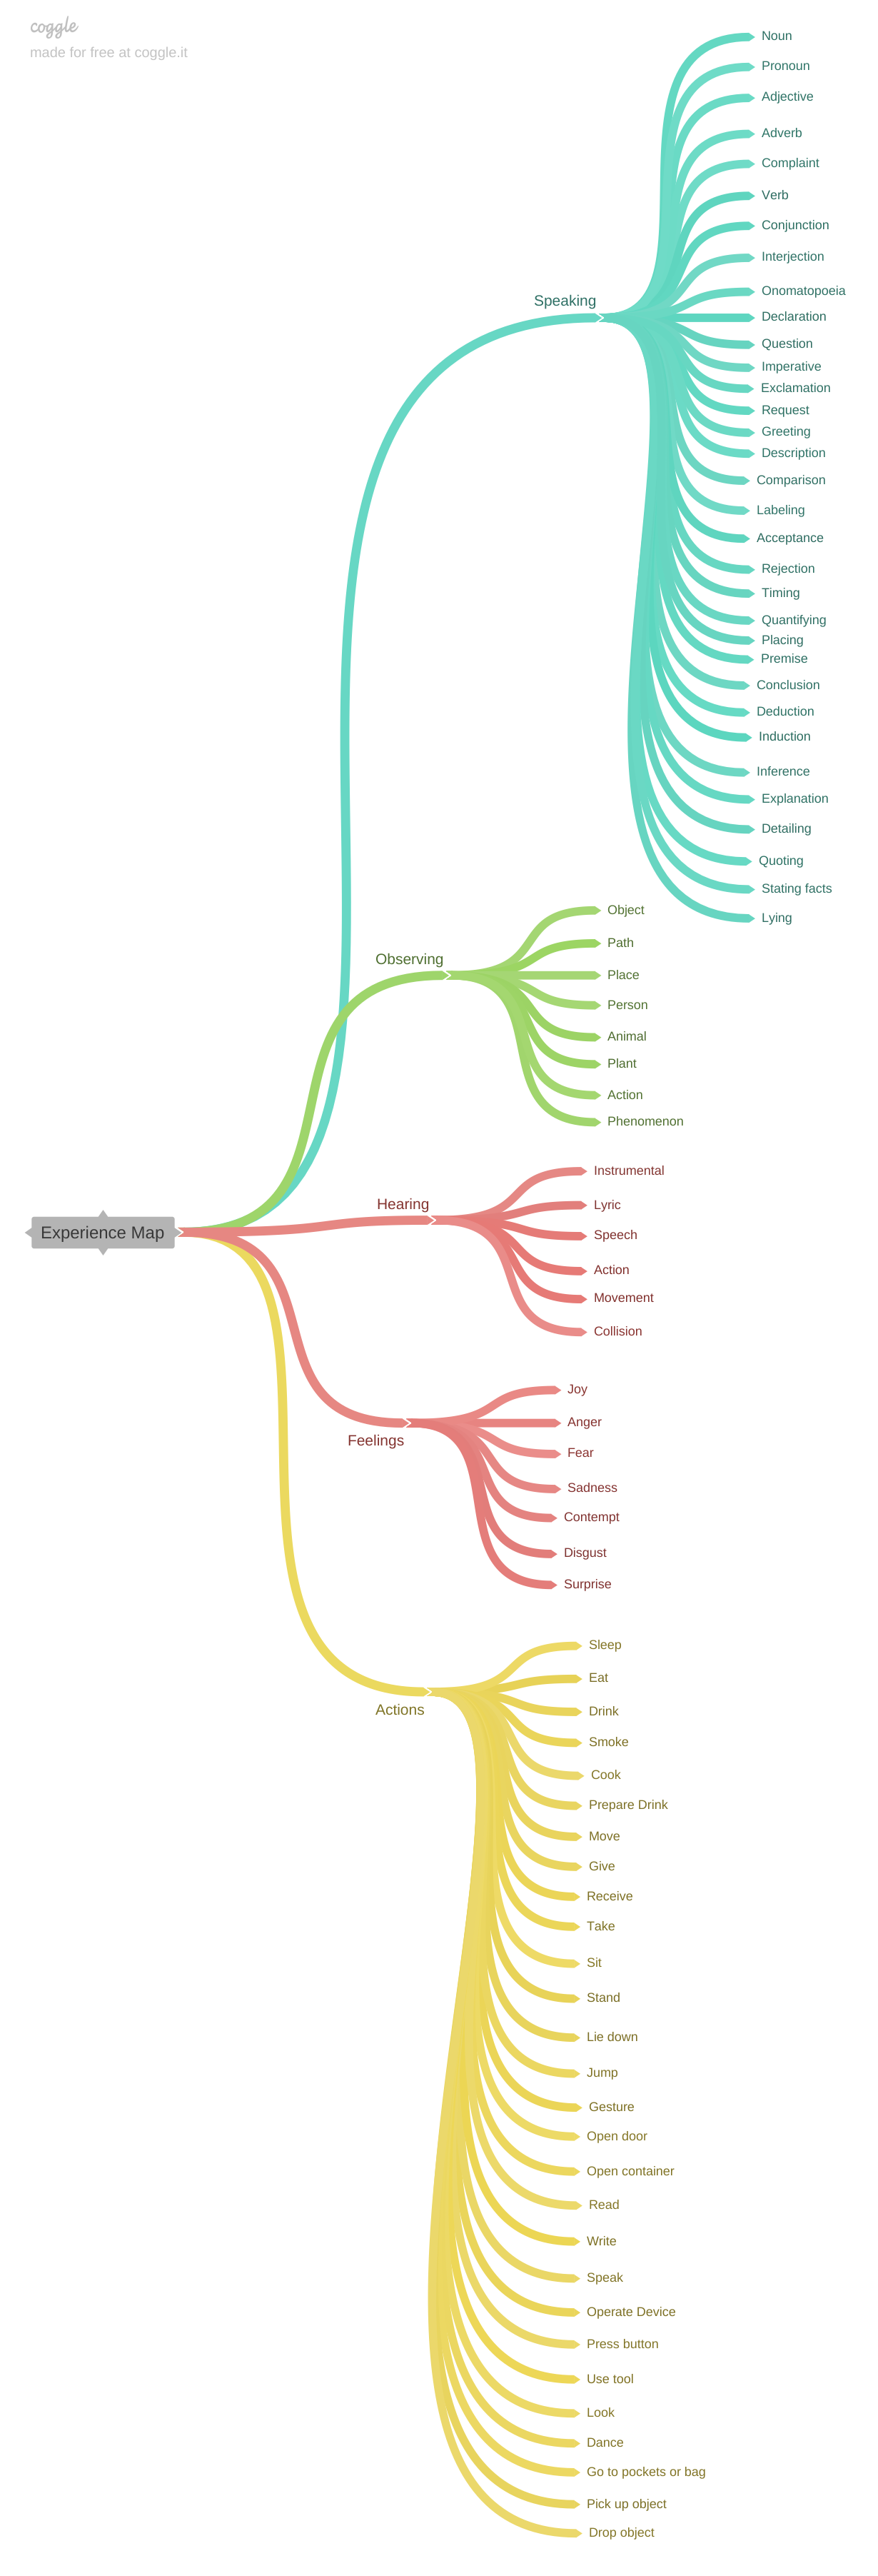 coggle
made for free at coggle.it
Experience Map
Speaking
Noun
Pronoun
Adjective
Adverb
Complaint
Verb
Conjunction
Interjection
Onomatopoeia
Declaration
Question
Imperative
Exclamation
Request
Greeting
Description
Comparison
Labeling
Acceptance
Rejection
Timing
Quantifying
Placing
Premise
Conclusion
Deduction
Induction
Inference
Explanation
Detailing
Quoting
Stating facts
Lying
Observing
Object
Path
Place
Person
Animal
Plant
Action
Phenomenon
Hearing
Instrumental
Lyric
Speech
Action
Movement
Collision
Feelings
Joy
Anger
Fear
Sadness
Contempt
Disgust
Surprise
Actions
Sleep
Eat
Drink
Smoke
Cook
Prepare Drink
Move
Give
Receive
Take
Sit
Stand
Lie down
Jump
Gesture
Open door
Open container
Read
Write
Speak
Operate Device
Press button
Use tool
Look
Dance
Go to pockets or bag
Pick up object
Drop object